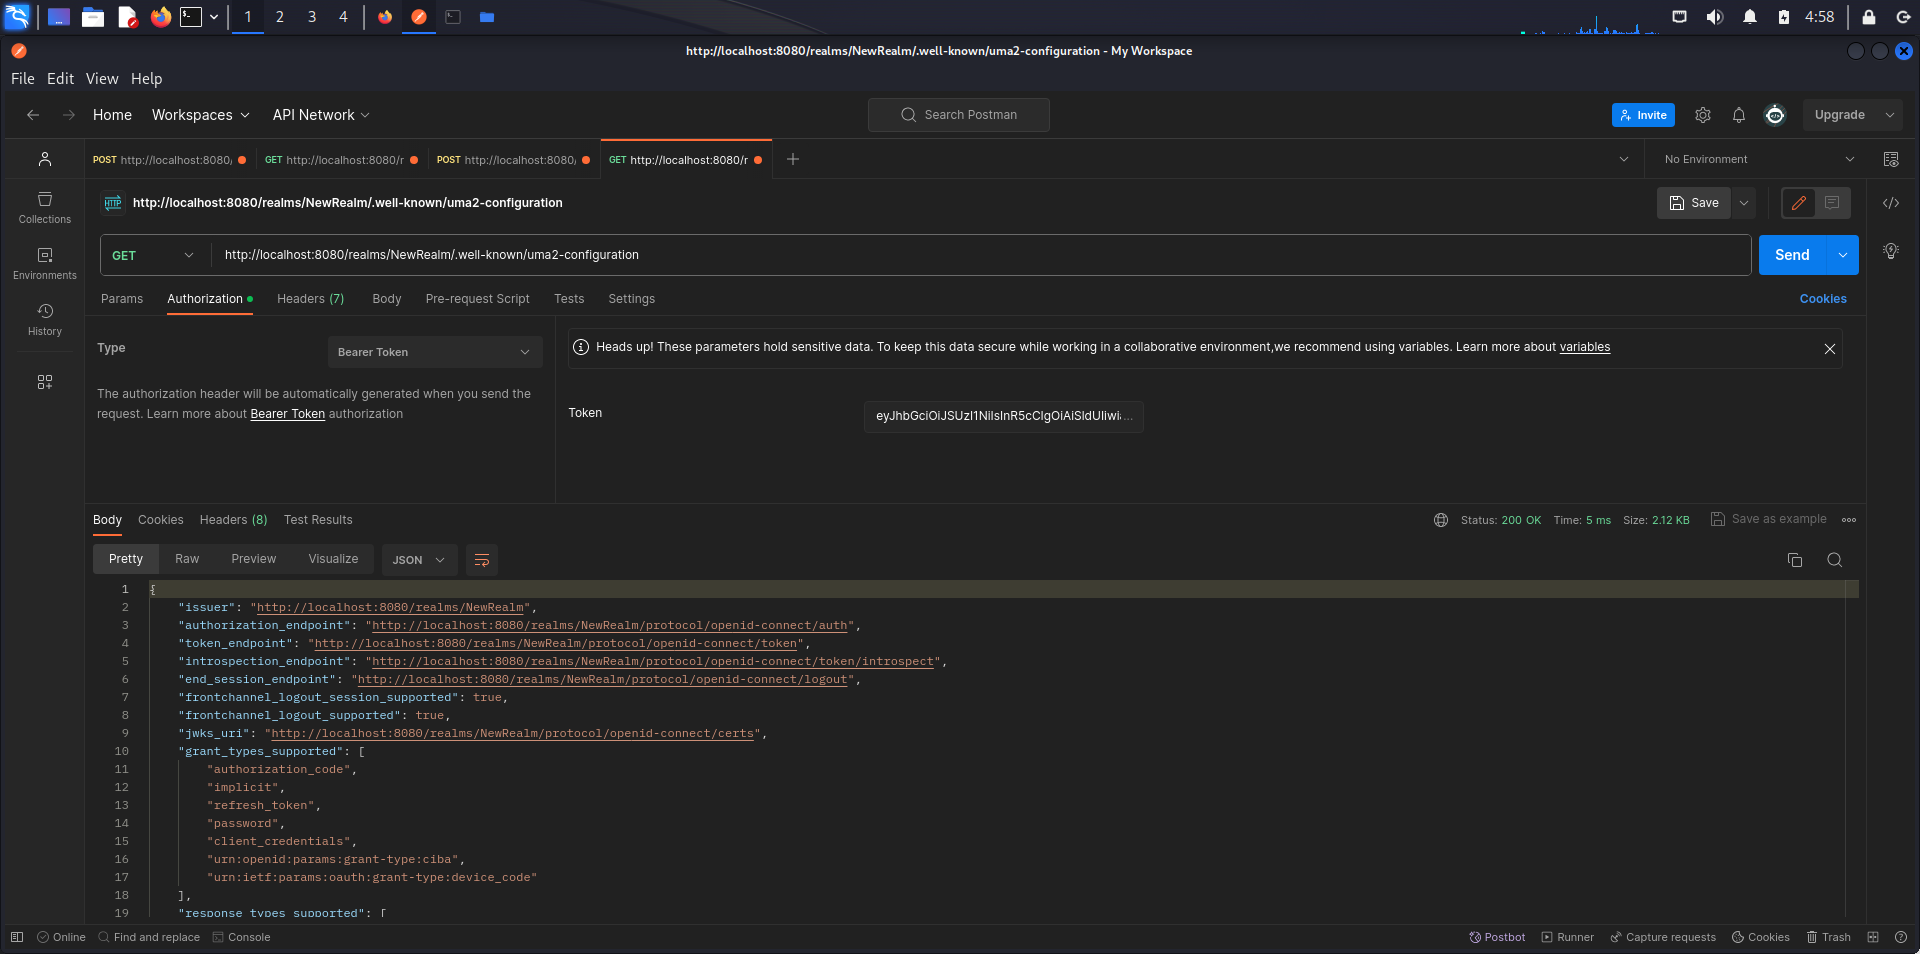 1 2 3 4 4:58
http://localhost:8080/realms/NewRealm/.well-known/uma2-configuration - My Workspace
File Edit View Help
Home Workspaces API Network Search Postman Invite Upgrade
POST http://localhost:8080/ GET http://localhost:8080/r POST http://localhost:8080/ GET http://localhost:8080/r No Environment
HTTP http://localhost:8080/realms/NewRealm/.well-known/uma2-configuration Save
Collections
GET http://localhost:8080/realms/NewRealm/.well-known/uma2-configuration Send
Environments
Params Authorization Headers (7) Body Pre-request Script Tests Settings Cookies
History
Type Bearer Token
Heads up! These parameters hold sensitive data. To keep this data secure while working in a collaborative environment,we recommend using variables. Learn more about variables
The authorization header will be automatically generated when you send the
request. Learn more about Bearer Token authorization
Token
Body Cookies Headers (8) Test Results Status: 200 OK Time: 5 ms Size: 2.12 KB Save as example
Pretty Raw Preview Visualize JSON
1 {
2 "issuer": "http://localhost:8080/realms/NewRealm",
3 "authorization_endpoint": "http://localhost:8080/realms/NewRealm/protocol/openid-connect/auth",
4 "token_endpoint": "http://localhost:8080/realms/NewRealm/protocol/openid-connect/token",
5 "introspection_endpoint": "http://localhost:8080/realms/NewRealm/protocol/openid-connect/token/introspect",
6 "end_session_endpoint": "http://localhost:8080/realms/NewRealm/protocol/openid-connect/logout",
7 "frontchannel_logout_session_supported": true,
8 "frontchannel_logout_supported": true,
9 "jwks_uri": "http://localhost:8080/realms/NewRealm/protocol/openid-connect/certs",
10 "grant_types_supported": [
11 "authorization_code",
12 "implicit",
13 "refresh_token",
14 "password",
15 "client_credentials",
16 "urn:openid:params:grant-type:ciba",
17 "urn:ietf:params:oauth:grant-type:device_code"
18 ],
19 "response_types_supported": [
Online Find and replace Console Postbot Runner Capture requests Cookies Trash